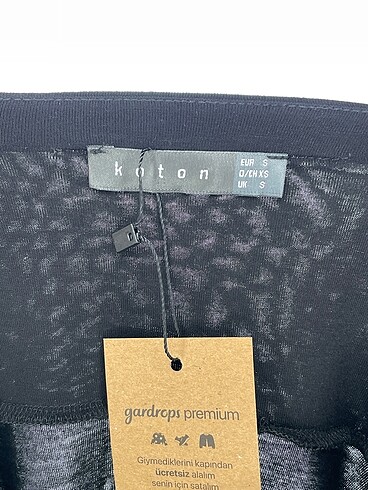 koton
EUR S
D/CH XS
UK S
gardrops premium
Giymediklerini kapından
ücretsiz alalım
senin için satalım